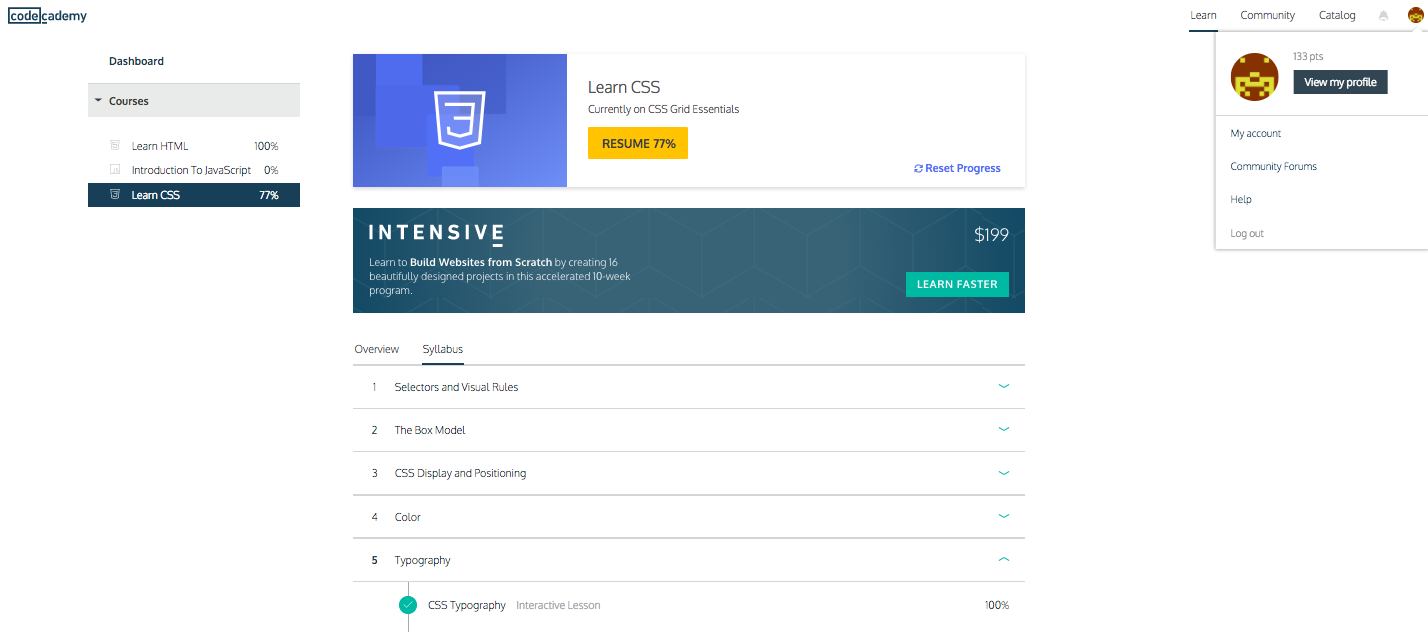 codecademy
Learn Community Catalog
133 pts
View my profile
My account
Community Forums
Help
Log out
Dashboard
Courses
Learn HTML 100%
Introduction To JavaScript 0%
Learn CSS 77%
Learn CSS
Currently on CSS Grid Essentials
RESUME 77%
Reset Progress
INTENSIVE
$199
Learn to Build Websites from Scratch by creating 16
beautifully designed projects in this accelerated 10-week
program.
LEARN FASTER
Overview Syllabus
1 Selectors and Visual Rules
2 The Box Model
3 CSS Display and Positioning
4 Color
5 Typography
CSS Typography Interactive Lesson 100%